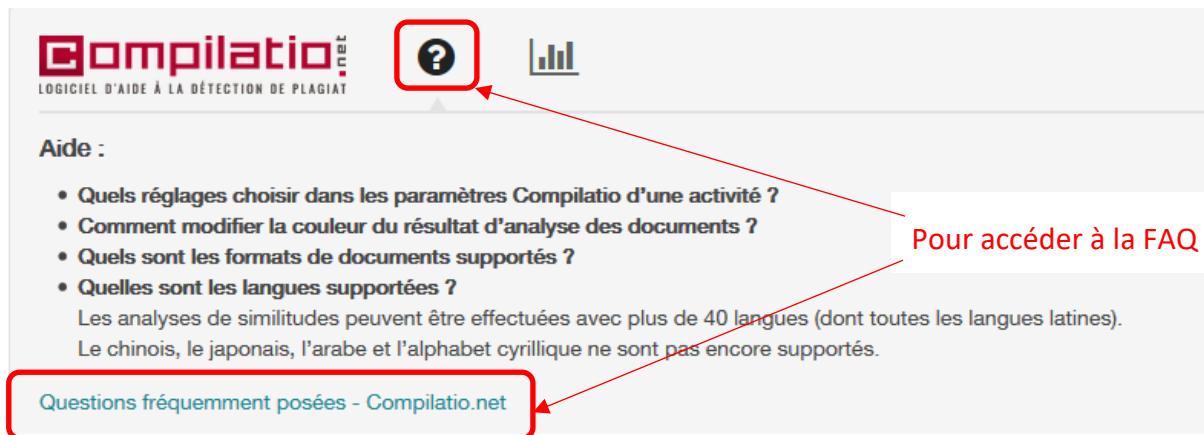 Compilatio.net
LOGICIEL D'AIDE À LA DÉTECTION DE PLAGIAT
?
Aide :
• Quels réglages choisir dans les paramètres Compilatio d'une activité ?
• Comment modifier la couleur du résultat d'analyse des documents ?
• Quels sont les formats de documents supportés ?
• Quelles sont les langues supportées ?
Les analyses de similitudes peuvent être effectuées avec plus de 40 langues (dont toutes les langues latines).
Le chinois, le japonais, l'arabe et l'alphabet cyrillique ne sont pas encore supportés.
Pour accéder à la FAQ
Questions fréquemment posées - Compilatio.net